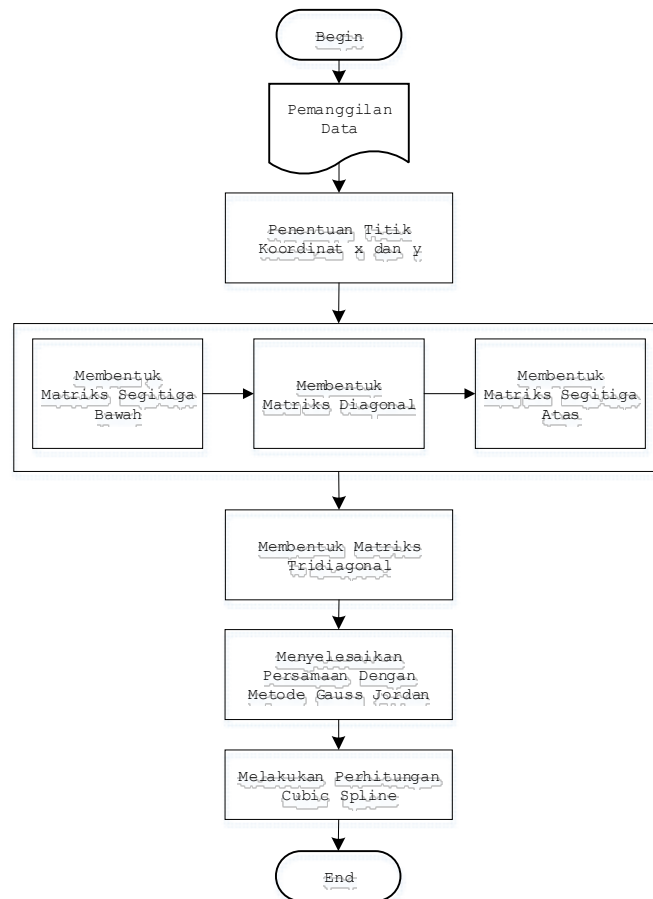 Begin
Pemanggilan
Data
Penentuan Titik
Koordinat x dan y
Membentuk
Matriks Segitiga
Bawah
Membentuk
Matriks Diagonal
Membentuk
Matriks Segitiga
Atas
Membentuk Matriks
Tridiagonal
Menyelesaikan
Persamaan Dengan
Metode Gauss Jordan
Melakukan Perhitungan
Cubic Spline
End